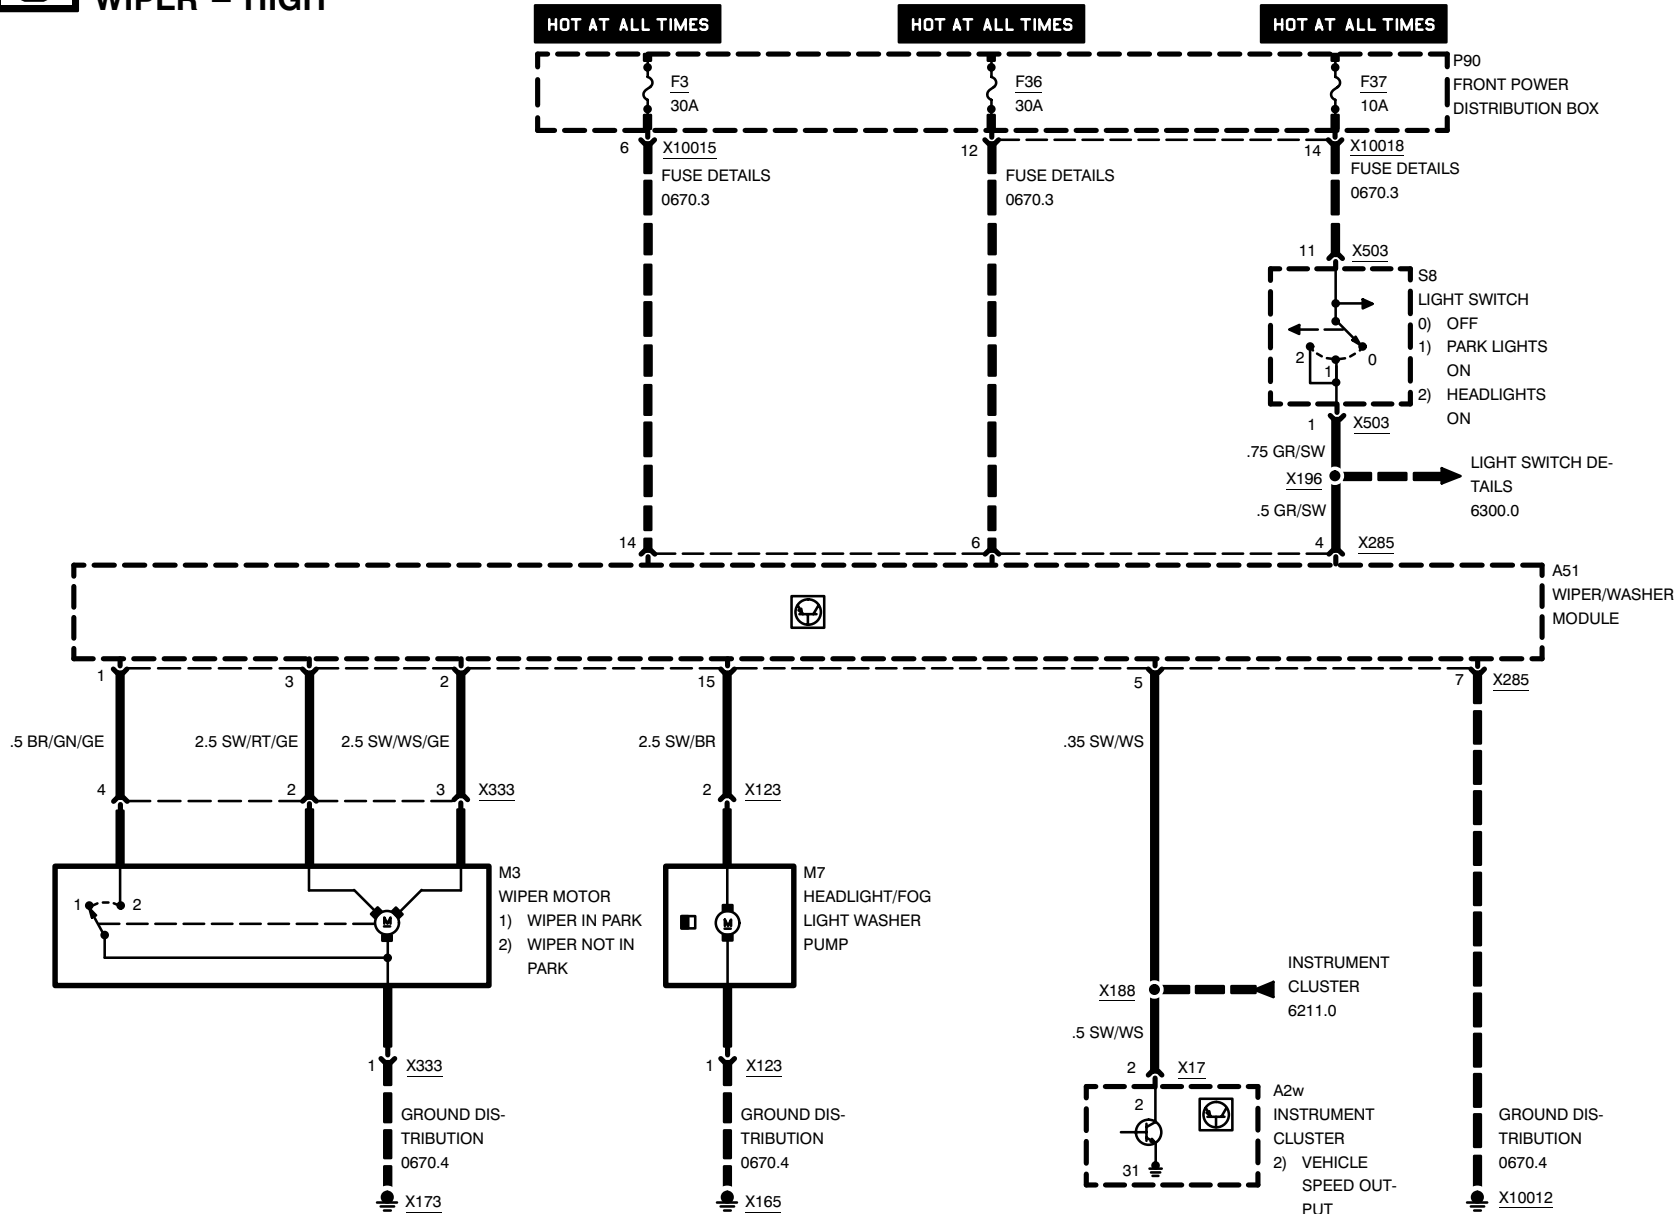 WIPER – HIGH
HOT AT ALL TIMES
HOT AT ALL TIMES
HOT AT ALL TIMES
F3
30A
F36
30A
F37
10A
P90
FRONT POWER
DISTRIBUTION BOX
6
X10015
FUSE DETAILS
0670.3
12
FUSE DETAILS
0670.3
14
X10018
FUSE DETAILS
0670.3
11
X503
S8
LIGHT SWITCH
0) OFF
1) PARK LIGHTS
ON
2) HEADLIGHTS
ON
2
1
0
1
X503
.75 GR/SW
X196
LIGHT SWITCH DE-
TAILS
6300.0
.5 GR/SW
14
6
4
X285
A51
WIPER/WASHER
MODULE
1
3
2
15
5
7
X285
.5 BR/GN/GE
2.5 SW/RT/GE
2.5 SW/WS/GE
2.5 SW/BR
.35 SW/WS
4
2
3
X333
2
X123
1
2
M
M3
WIPER MOTOR
1) WIPER IN PARK
2) WIPER NOT IN
PARK
M
M7
HEADLIGHT/FOG
LIGHT WASHER
PUMP
X188
INSTRUMENT
CLUSTER
6211.0
.5 SW/WS
1
X333
1
X123
2
X17
GROUND DIS-
TRIBUTION
0670.4
GROUND DIS-
TRIBUTION
0670.4
2
31
A2w
INSTRUMENT
CLUSTER
2) VEHICLE
SPEED OUT-
PUT
GROUND DIS-
TRIBUTION
0670.4
X173
X165
X10012